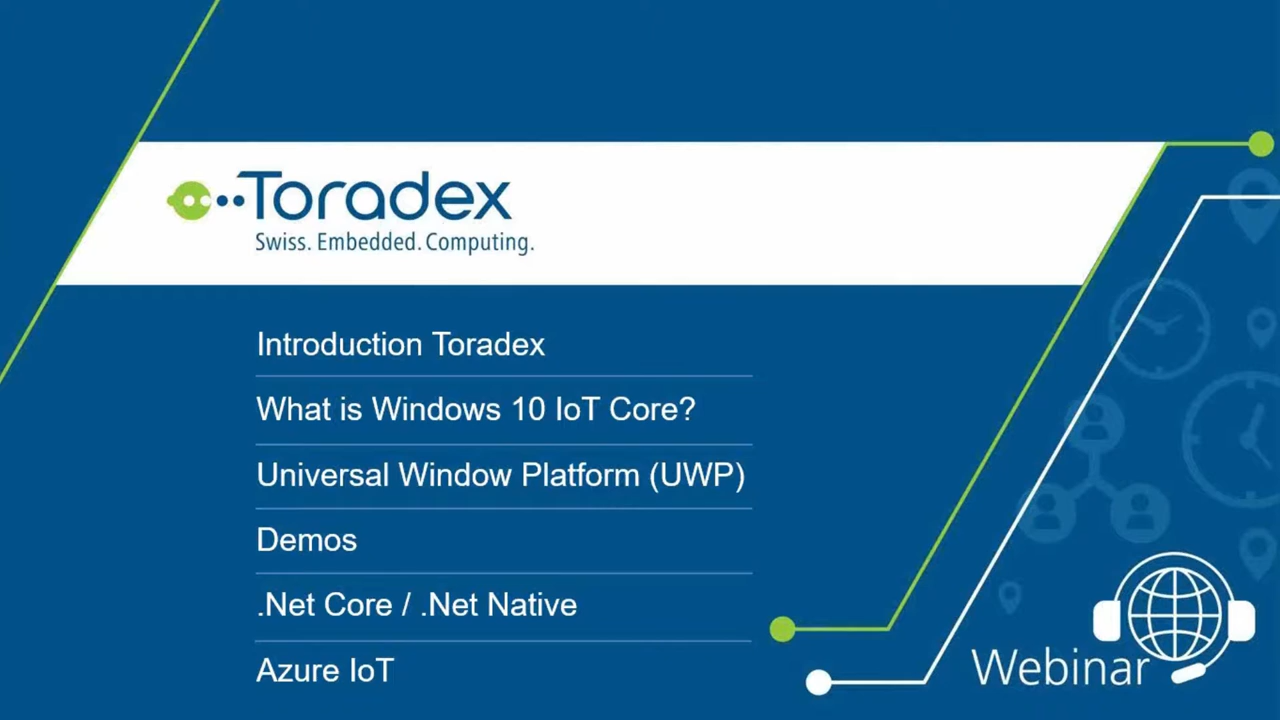 Toradex
Swiss. Embedded. Computing.
Introduction Toradex
What is Windows 10 IoT Core?
Universal Window Platform (UWP)
Demos
.Net Core / .Net Native
Azure IoT
Webinar